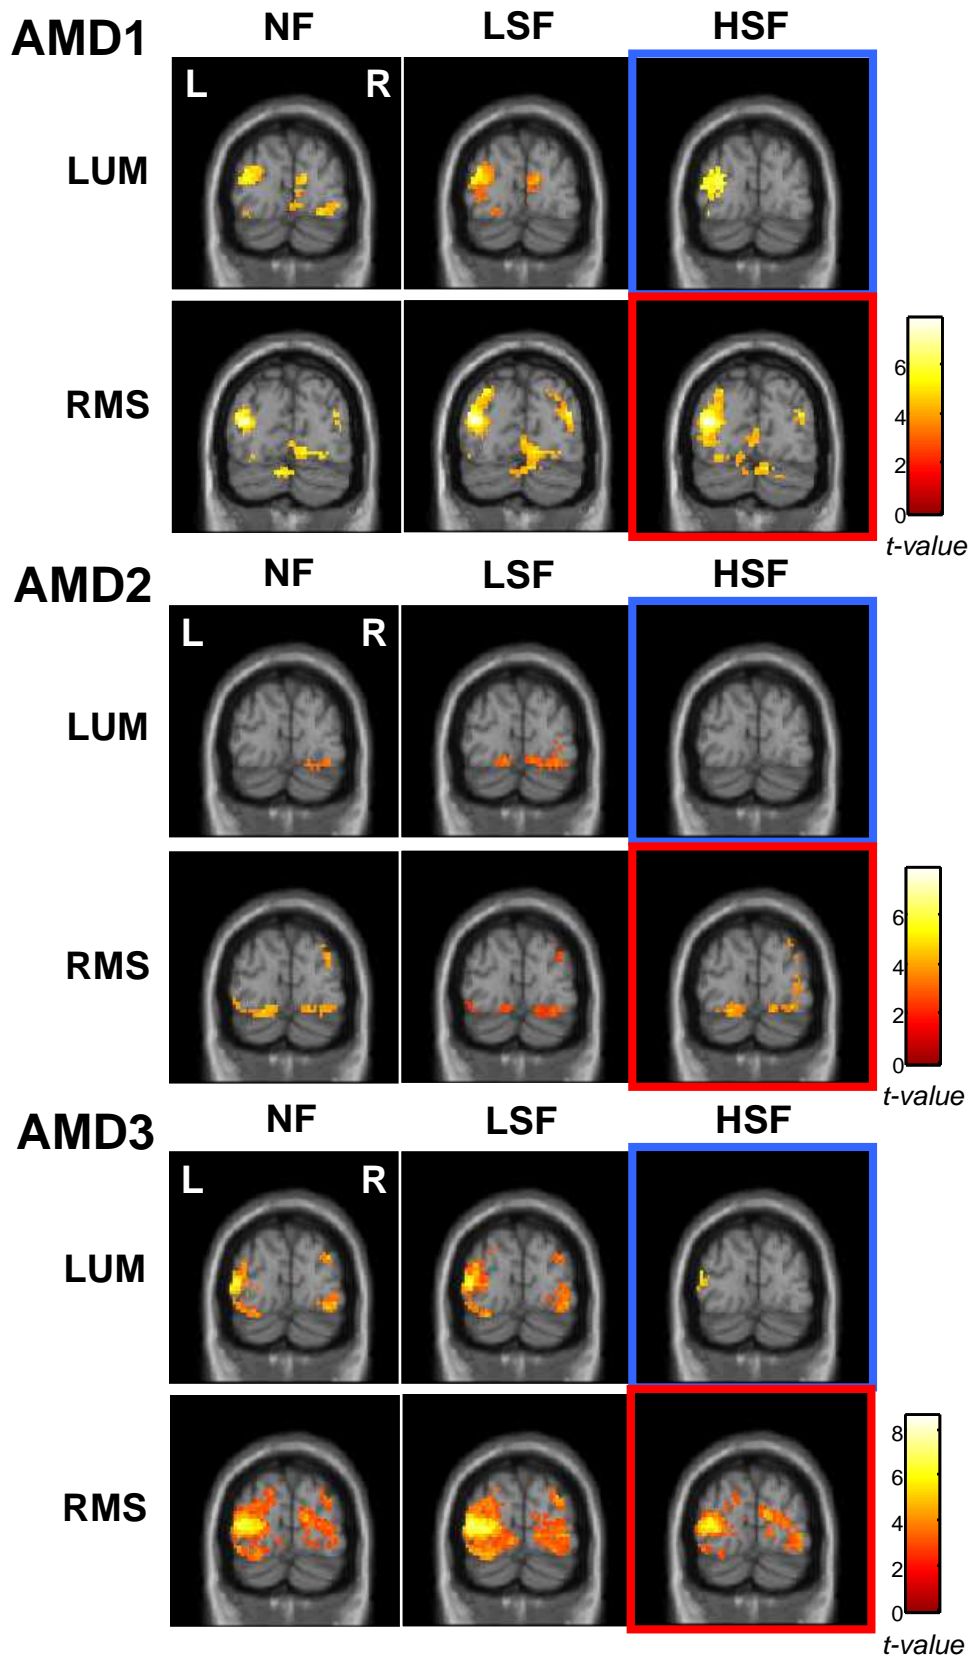 AMD1
NF LSF HSF
L R
LUM
RMS
6
4
2
0
t-value
AMD2
NF LSF HSF
L R
LUM
RMS
6
4
2
0
t-value
AMD3
NF LSF HSF
L R
LUM
RMS
8
6
4
2
0
t-value